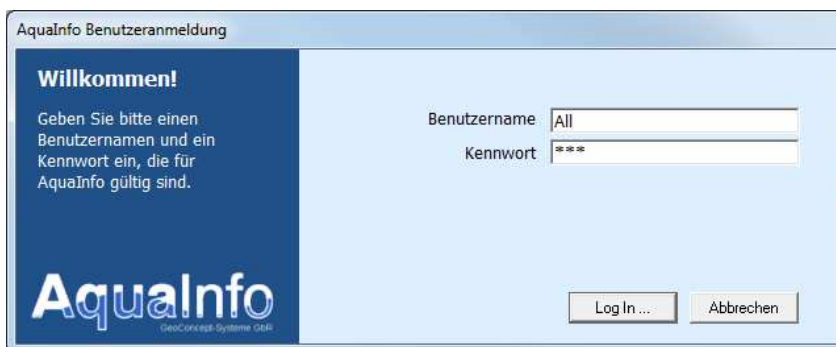 AquaInfo Benutzeranmeldung
Willkommen!
Geben Sie bitte einen
Benutzernamen und ein
Kennwort ein, die für
AquaInfo gültig sind.
Benutzername All
Kennwort ***
AquaInfo
GeoConcept-Systeme GbR
Log In ... Abbrechen